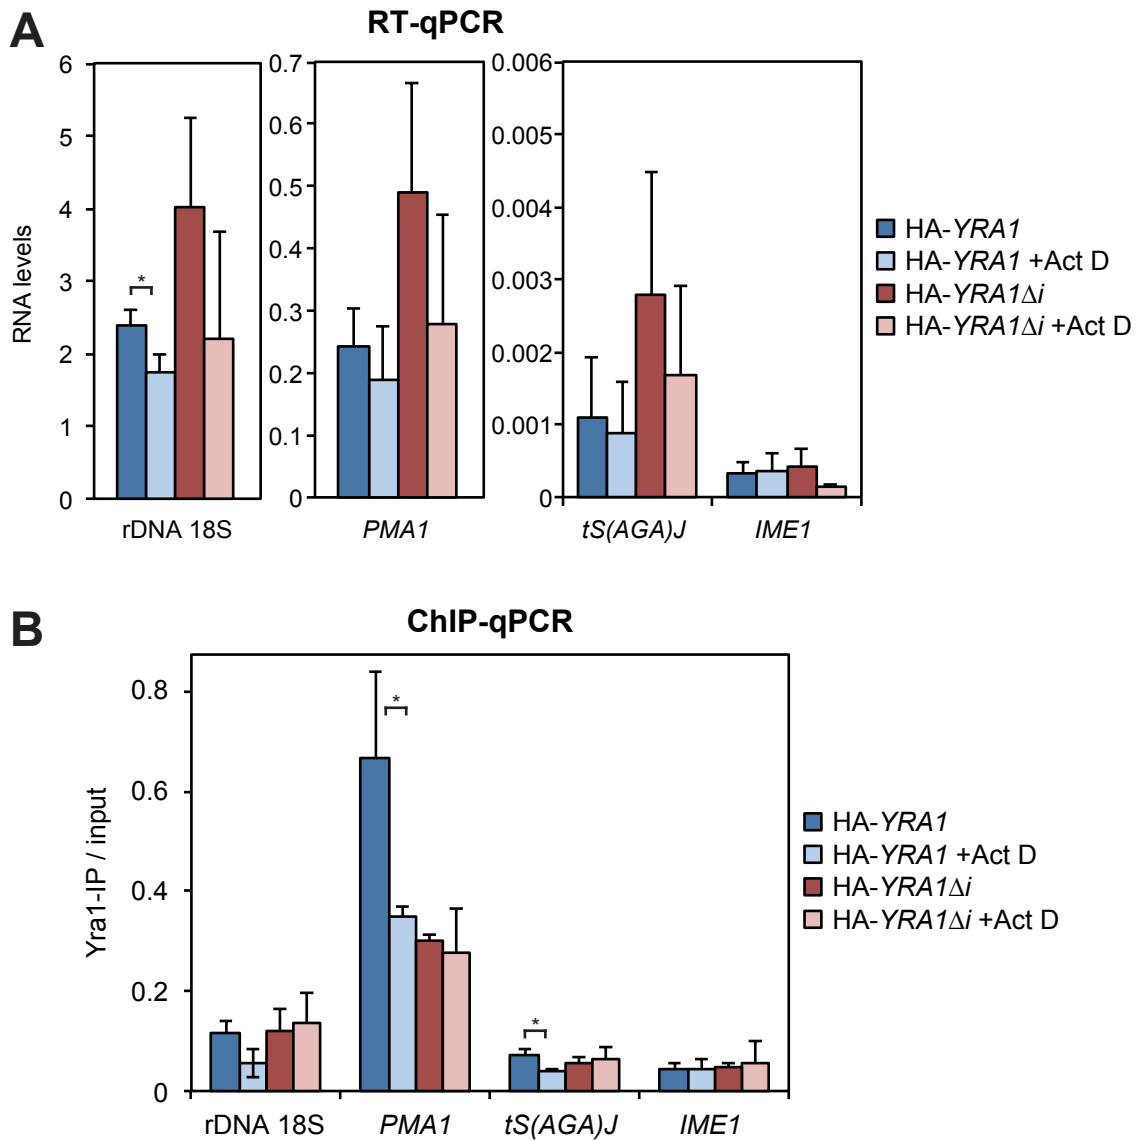 A
RT-qPCR
RNA levels
6
5
4
3
2
1
0
*
rDNA 18S
0.7
0.6
0.5
0.4
0.3
0.2
0.1
0
PMA1
0.006
0.005
0.004
0.003
0.002
0.001
0
tS(AGA)J
IME1
HA-YRA1
HA-YRA1 +Act D
HA-YRA1Δi
HA-YRA1Δi +Act D
B
ChIP-qPCR
Yra1-IP / input
0.8
0.6
0.4
0.2
0
*
*
rDNA 18S
PMA1
tS(AGA)J
IME1
HA-YRA1
HA-YRA1 +Act D
HA-YRA1Δi
HA-YRA1Δi +Act D